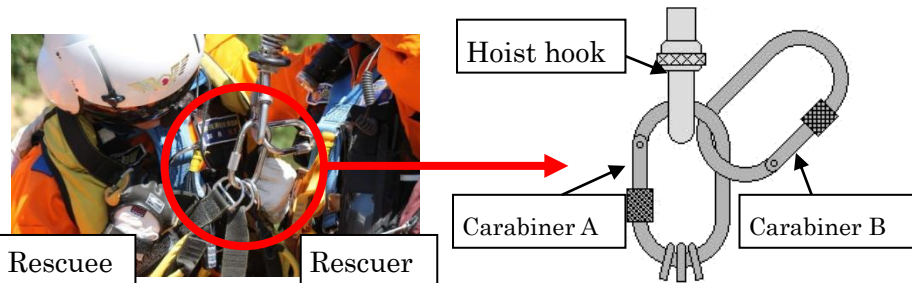 Hoist hook
Carabiner A
Carabiner B
Rescuee
Rescuer